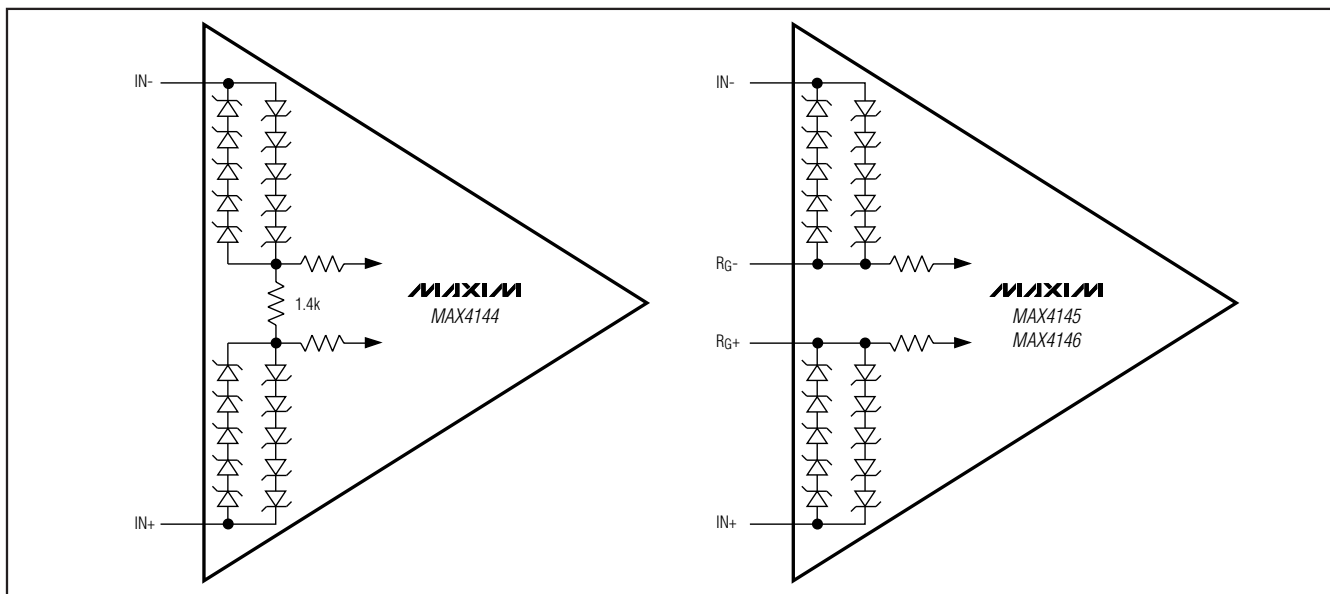 IN-
1.4k
MAXIM
MAX4144
IN+
IN-
RG-
RG+
MAXIM
MAX4145
MAX4146
IN+